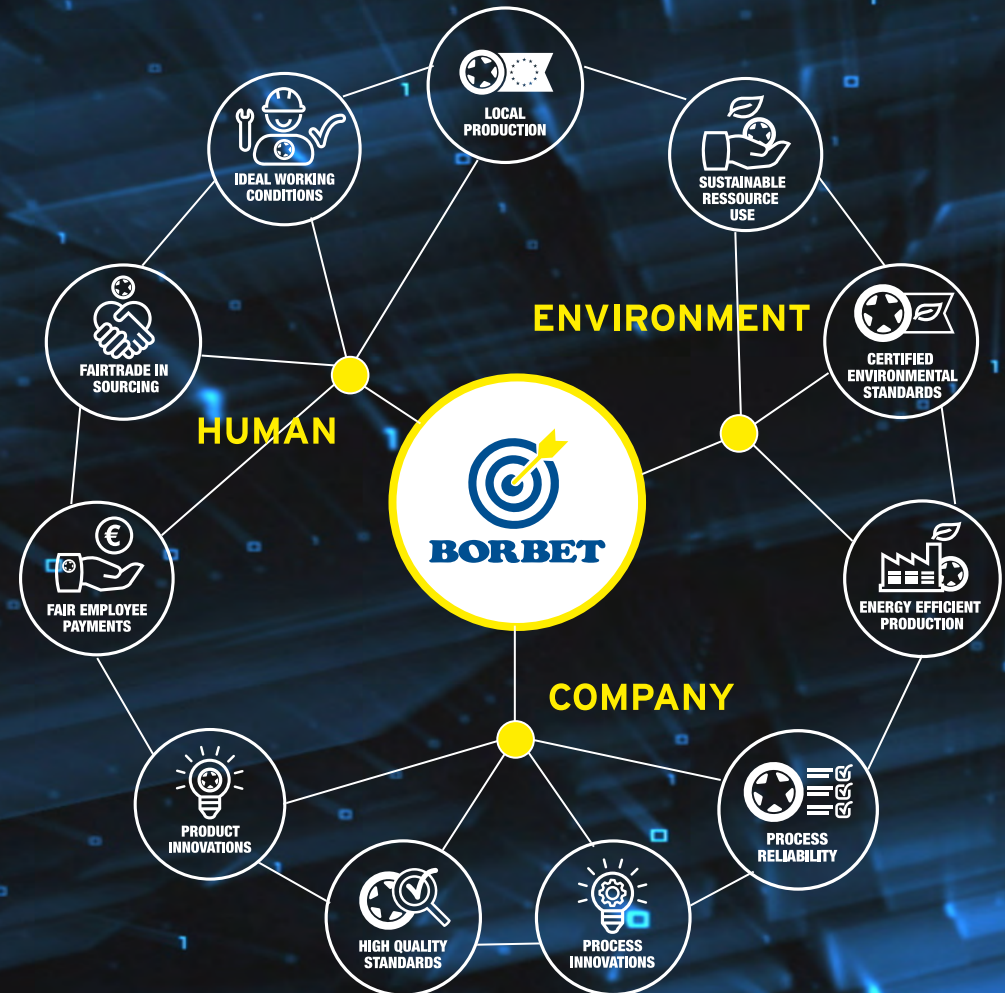 LOCAL
PRODUCTION
IDEAL WORKING
CONDITIONS
SUSTAINABLE
RESSOURCE
USE
FAIRTRADE IN
SOURCING
ENVIRONMENT
CERTIFIED
ENVIRONMENTAL
STANDARDS
HUMAN
BORBET
€
FAIR EMPLOYEE
PAYMENTS
ENERGY EFFICIENT
PRODUCTION
COMPANY
PRODUCT
INNOVATIONS
PROCESS
RELIABILITY
HIGH QUALITY
STANDARDS
PROCESS
INNOVATIONS